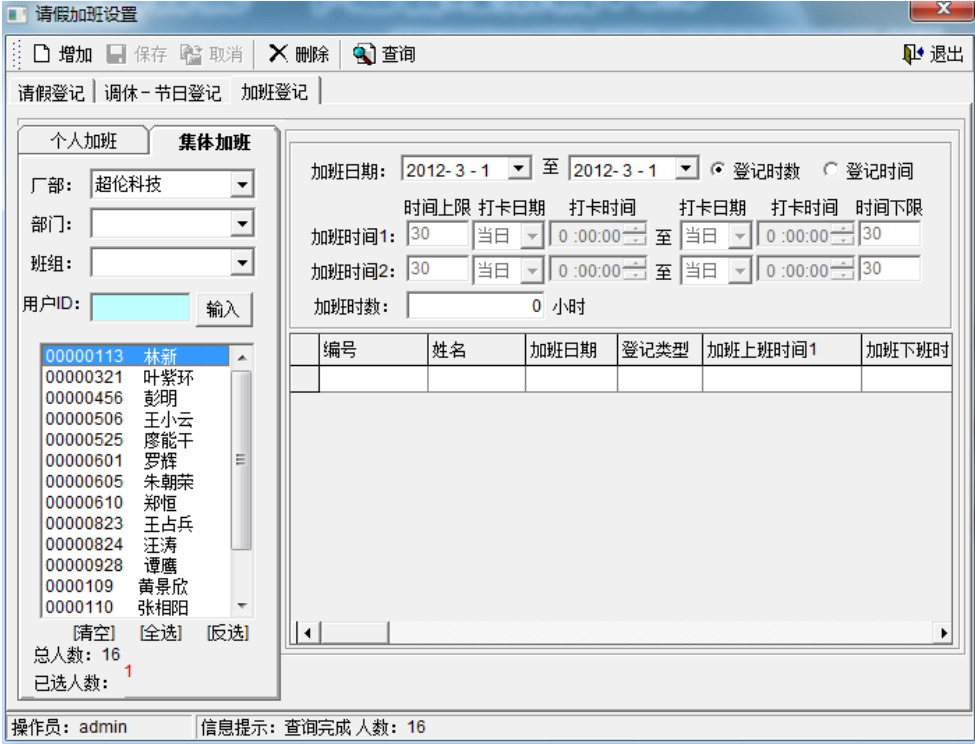 请假加班设置
增加 保存 取消 删除 查询 退出
请假登记 调休-节日登记 加班登记
个人加班 集体加班
厂部: 超伦科技
部门:
班组:
用户ID: 输入
00000113 林新
00000321 叶紫环
00000456 彭明
00000506 王小云
00000525 廖能干
00000601 罗辉
00000605 朱朝荣
00000610 郑恒
00000823 王占兵
00000824 汪涛
00000928 谭鹰
0000109 黄景欣
0000110 张相阳
[清空] [全选] [反选]
总人数: 16
已选人数: 1
加班日期: 2012- 3 - 1 至 2012- 3 - 1 登记时数 登记时间
时间上限 打卡日期 打卡时间 打卡日期 打卡时间 时间下限
加班时间1: 30 当日 0 :00:00 至 当日 0 :00:00 30
加班时间2: 30 当日 0 :00:00 至 当日 0 :00:00 30
加班时数: 0 小时
编号 姓名 加班日期 登记类型 加班上班时间1 加班下班时
操作员: admin 信息提示: 查询完成 人数: 16